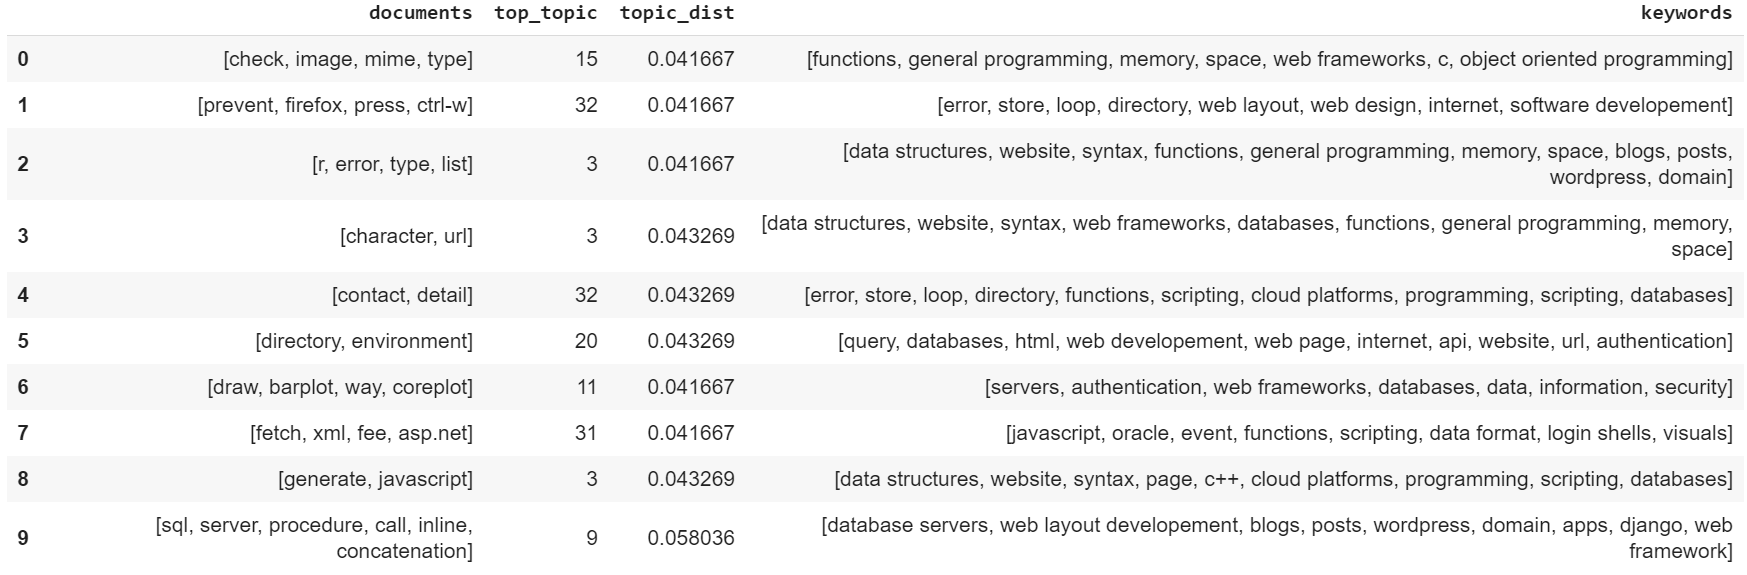 documents top_topic topic_dist keywords
0 [check, image, mime, type] 15 0.041667 [functions, general programming, memory, space, web frameworks, c, object oriented programming]
1 [prevent, firefox, press, ctrl-w] 32 0.041667 [error, store, loop, directory, web layout, web design, internet, software developement]
2 [r, error, type, list] 3 0.041667 [data structures, website, syntax, functions, general programming, memory, space, blogs, posts,
wordpress, domain]
3 [character, url] 3 0.043269 [data structures, website, syntax, web frameworks, databases, functions, general programming, memory,
space]
4 [contact, detail] 32 0.043269 [error, store, loop, directory, functions, scripting, cloud platforms, programming, scripting, databases]
5 [directory, environment] 20 0.043269 [query, databases, html, web developement, web page, internet, api, website, url, authentication]
6 [draw, barplot, way, coreplot] 11 0.041667 [servers, authentication, web frameworks, databases, data, information, security]
7 [fetch, xml, fee, asp.net] 31 0.041667 [javascript, oracle, event, functions, scripting, data format, login shells, visuals]
8 [generate, javascript] 3 0.043269 [data structures, website, syntax, page, c++, cloud platforms, programming, scripting, databases]
9 [sql, server, procedure, call, inline,
concatenation] 9 0.058036 [database servers, web layout developement, blogs, posts, wordpress, domain, apps, django, web
framework]